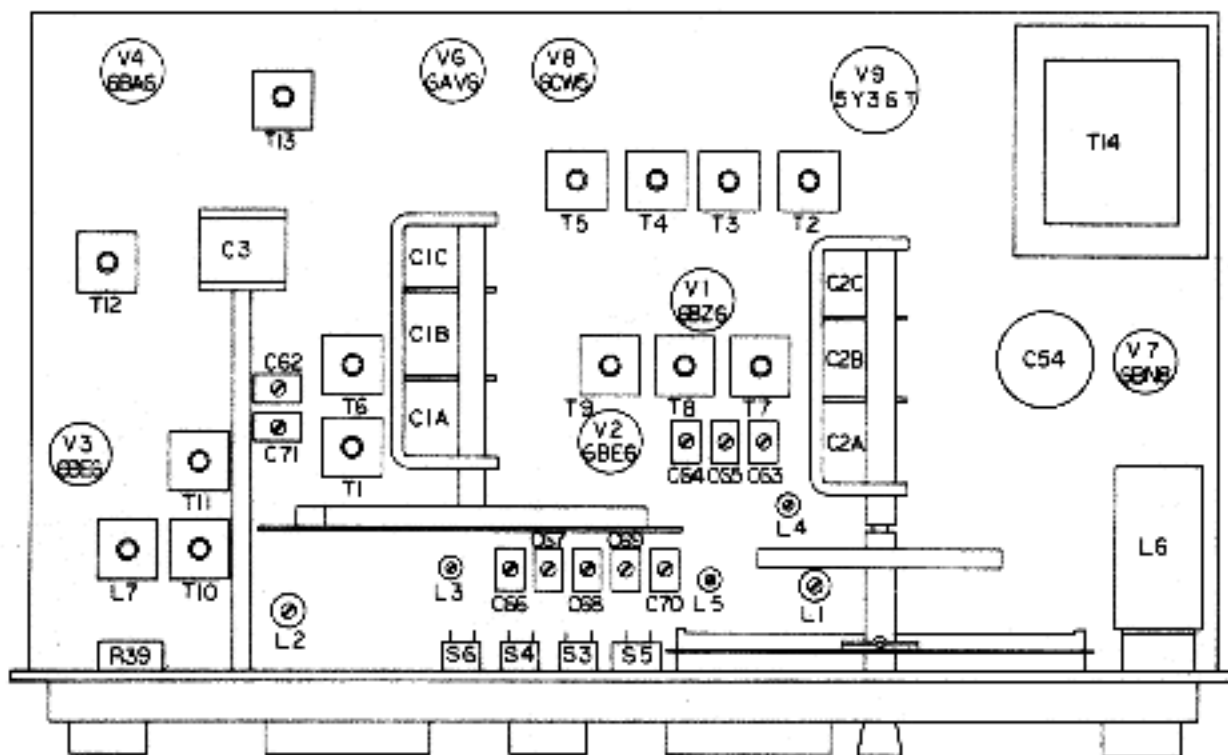 V4
6BA6
T13
V6
6AV6
V8
6CW5
V9
5Y3GT
T14
T5
T4
T3
T2
T12
C3
C1C
C1B
C1A
C2C
C2B
C2A
V1
6BZ6
C54
V7
6BN8
C62
C71
T6
T1
T9
T8
T7
V2
6BE6
C64
C65
C63
V3
6BE6
T11
L7
T10
L2
L3
C66
C67
C68
C69
C70
L5
L4
L1
L6
R39
S6
S4
S3
S5